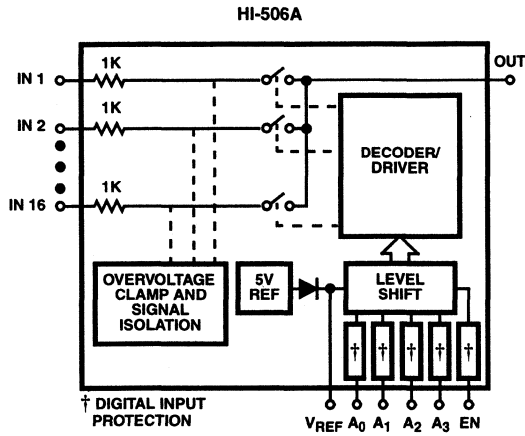 HI-506A
IN 1
1K
OUT
IN 2
1K
IN 16
1K
DECODER/
DRIVER
OVERVOLTAGE
CLAMP AND
SIGNAL
ISOLATION
5V
REF
LEVEL
SHIFT
† † † † †
† DIGITAL INPUT
PROTECTION
VREF A0 A1 A2 A3 EN